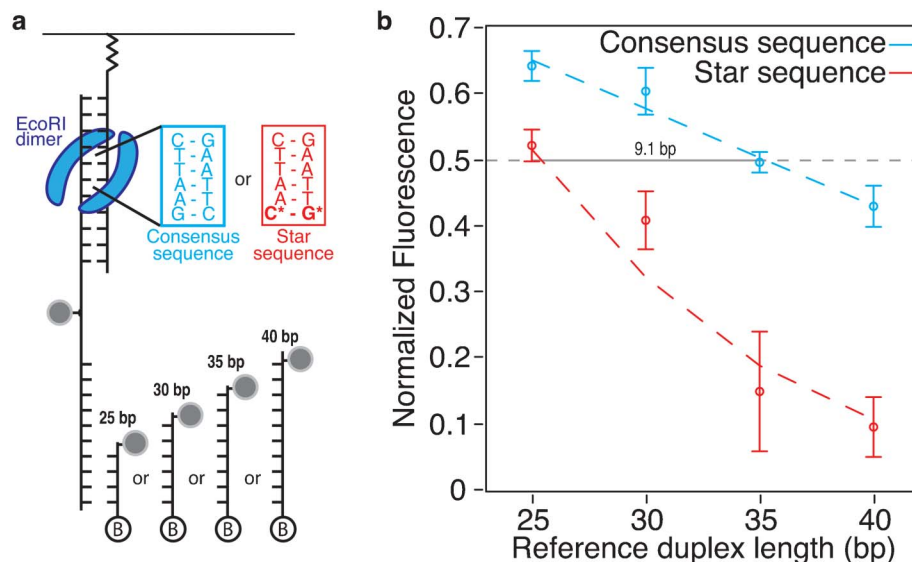 a
EcoRI
dimer
C - G
T - A
T - A
A - T
A - T
G - C
or
C - G
T - A
T - A
A - T
A - T
C* - G*
Consensus
sequence
Star
sequence
25 bp
30 bp
35 bp
40 bp
or
or
or
B
B
B
B
b
Normalized Fluorescence
0.7
0.6
0.5
0.4
0.3
0.2
0.1
0
Consensus sequence
Star sequence
9.1 bp
25
30
35
40
Reference duplex length (bp)